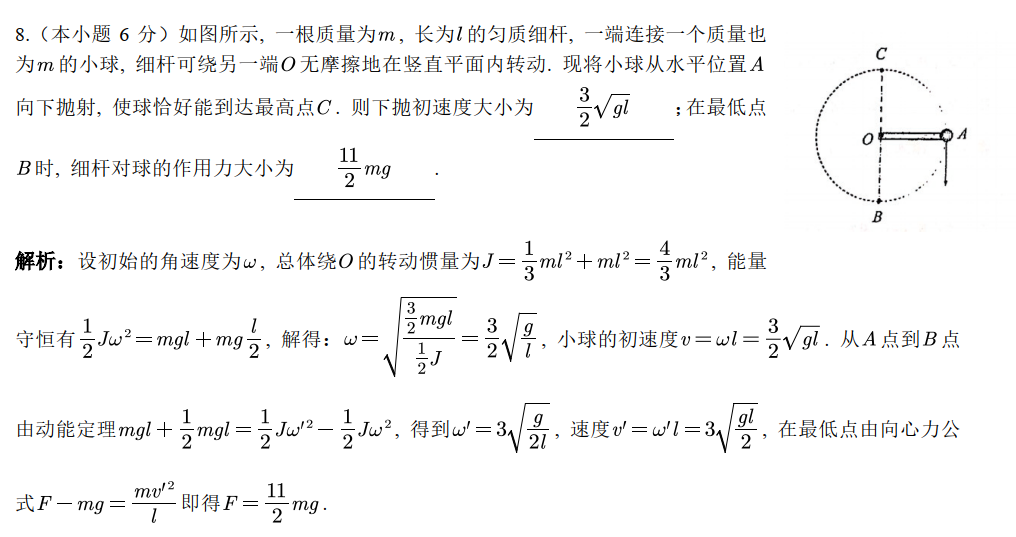 8.（本小题 6 分）如图所示, 一根质量为m, 长为l的匀质细杆, 一端连接一个质量也
为m的小球, 细杆可绕另一端O无摩擦地在竖直平面内转动. 现将小球从水平位置A
向下抛射, 使球恰好能到达最高点C. 则下抛初速度大小为 $\frac{3}{2}\sqrt{gl}$ ;在最低点
B时, 细杆对球的作用力大小为 $\frac{11}{2}mg$ .
C
O
A
B
解析：设初始的角速度为ω, 总体绕O的转动惯量为$J=\frac{1}{3}ml^2+ml^2=\frac{4}{3}ml^2$, 能量
守恒有$\frac{1}{2}J\omega^2=mgl+mg\frac{l}{2}$, 解得：$\omega=\sqrt{\frac{\frac{3}{2}mgl}{\frac{1}{2}J}}=\frac{3}{2}\sqrt{\frac{g}{l}}$, 小球的初速度$v=\omega l=\frac{3}{2}\sqrt{gl}$. 从A点到B点
由动能定理$mgl+\frac{1}{2}mgl=\frac{1}{2}J\omega'^2-\frac{1}{2}J\omega^2$, 得到$\omega'=3\sqrt{\frac{g}{2l}}$, 速度$v'=\omega'l=3\sqrt{\frac{gl}{2}}$, 在最低点由向心力公
式$F-mg=\frac{mv'^2}{l}$即得$F=\frac{11}{2}mg$.